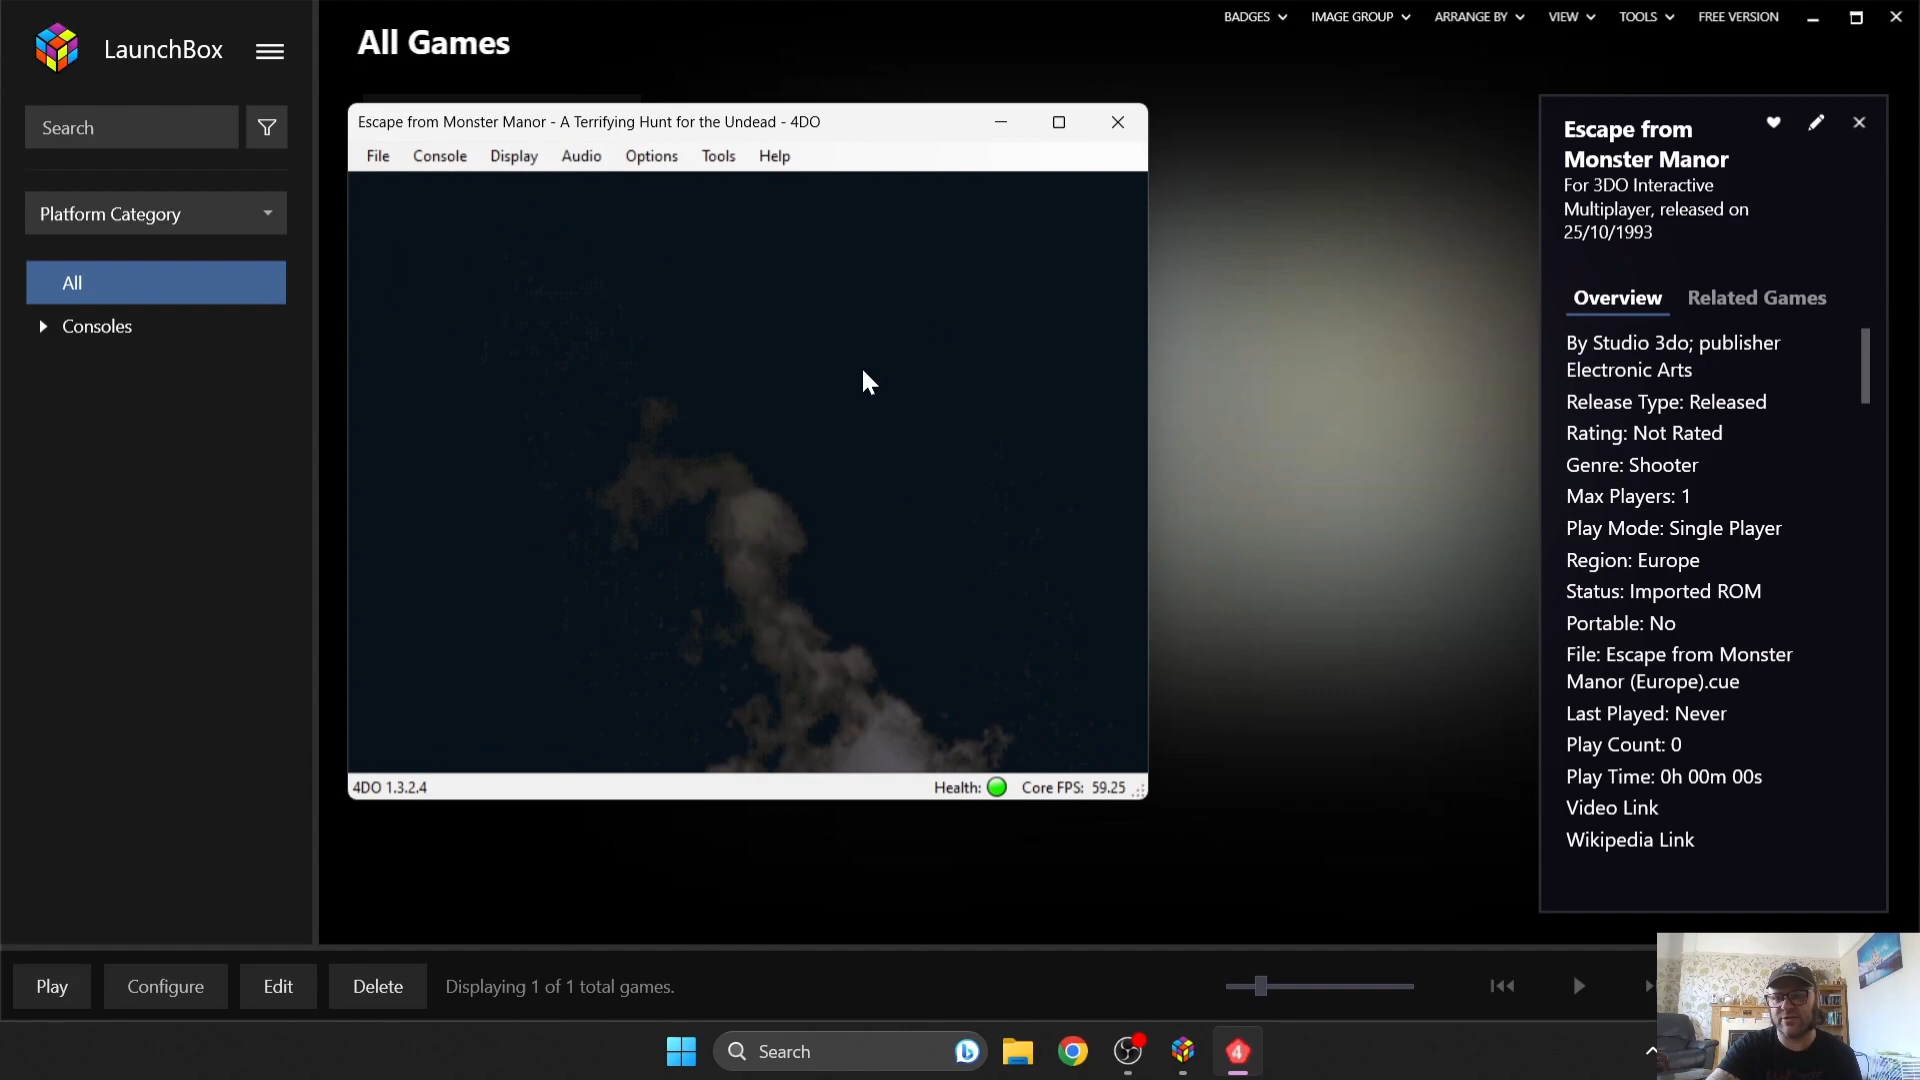 LaunchBox
All Games
BADGES
IMAGE GROUP
ARRANGE BY
VIEW
TOOLS
FREE VERSION
Search
Platform Category
All
Consoles
Escape from Monster Manor - A Terrifying Hunt for the Undead - 4DO
File
Console
Display
Audio
Options
Tools
Help
4DO 1.3.2.4
Health:
Core FPS: 59.25
Escape from
Monster Manor
For 3DO Interactive
Multiplayer, released on
25/10/1993
Overview
Related Games
By Studio 3do; publisher
Electronic Arts
Release Type: Released
Rating: Not Rated
Genre: Shooter
Max Players: 1
Play Mode: Single Player
Region: Europe
Status: Imported ROM
Portable: No
File: Escape from Monster
Manor (Europe).cue
Last Played: Never
Play Count: 0
Play Time: 0h 00m 00s
Video Link
Wikipedia Link
Play
Configure
Edit
Delete
Displaying 1 of 1 total games.
Search
4